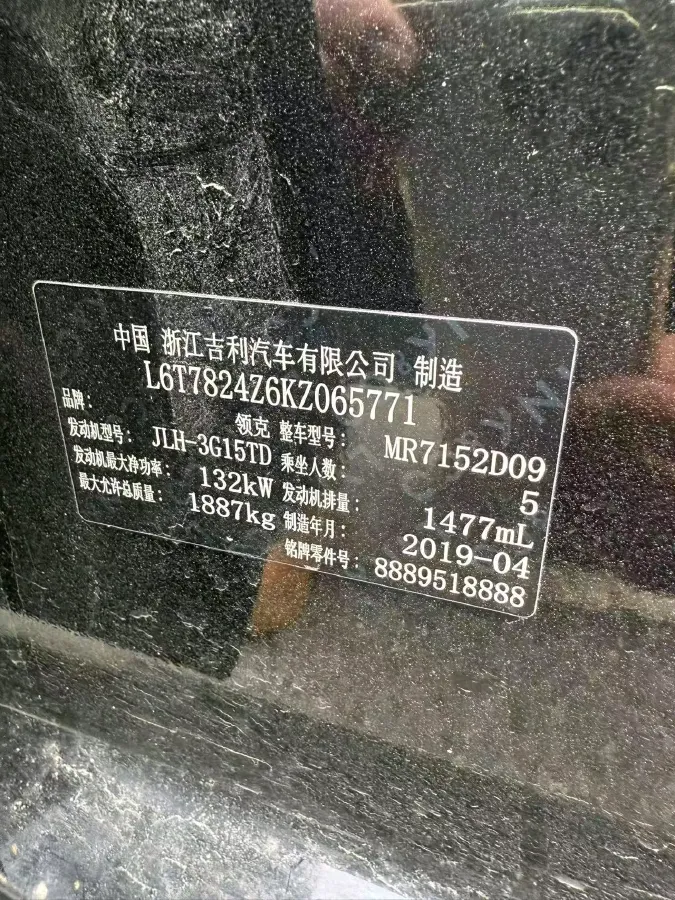 中国 浙江吉利汽车有限公司 制造
L6T7824Z6KZ065771
品牌： 领克 整车型号： MR7152D09
发动机型号： JLH-3G15TD 乘坐人数： 5
发动机最大净功率： 132kW 发动机排量： 1477mL
最大允许总质量： 1887kg 制造年月： 2019-04
铭牌零件号： 8889518888